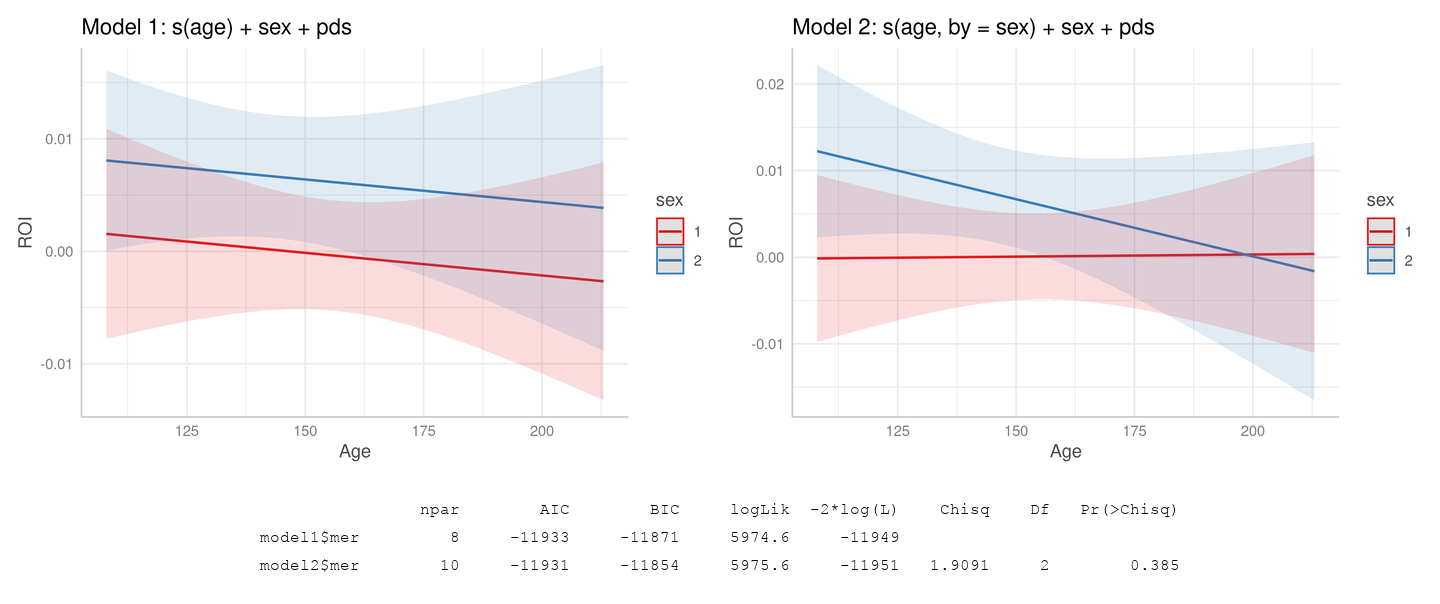 Model 1: s(age) + sex + pds
ROI
0.01
0.00
-0.01
125 150 175 200
Age
sex
1
2
Model 2: s(age, by = sex) + sex + pds
ROI
0.02
0.01
0.00
-0.01
125 150 175 200
Age
sex
1
2
npar AIC BIC logLik -2*log(L) Chisq Df Pr(>Chisq)
model1$mer 8 -11933 -11871 5974.6 -11949
model2$mer 10 -11931 -11854 5975.6 -11951 1.9091 2 0.385